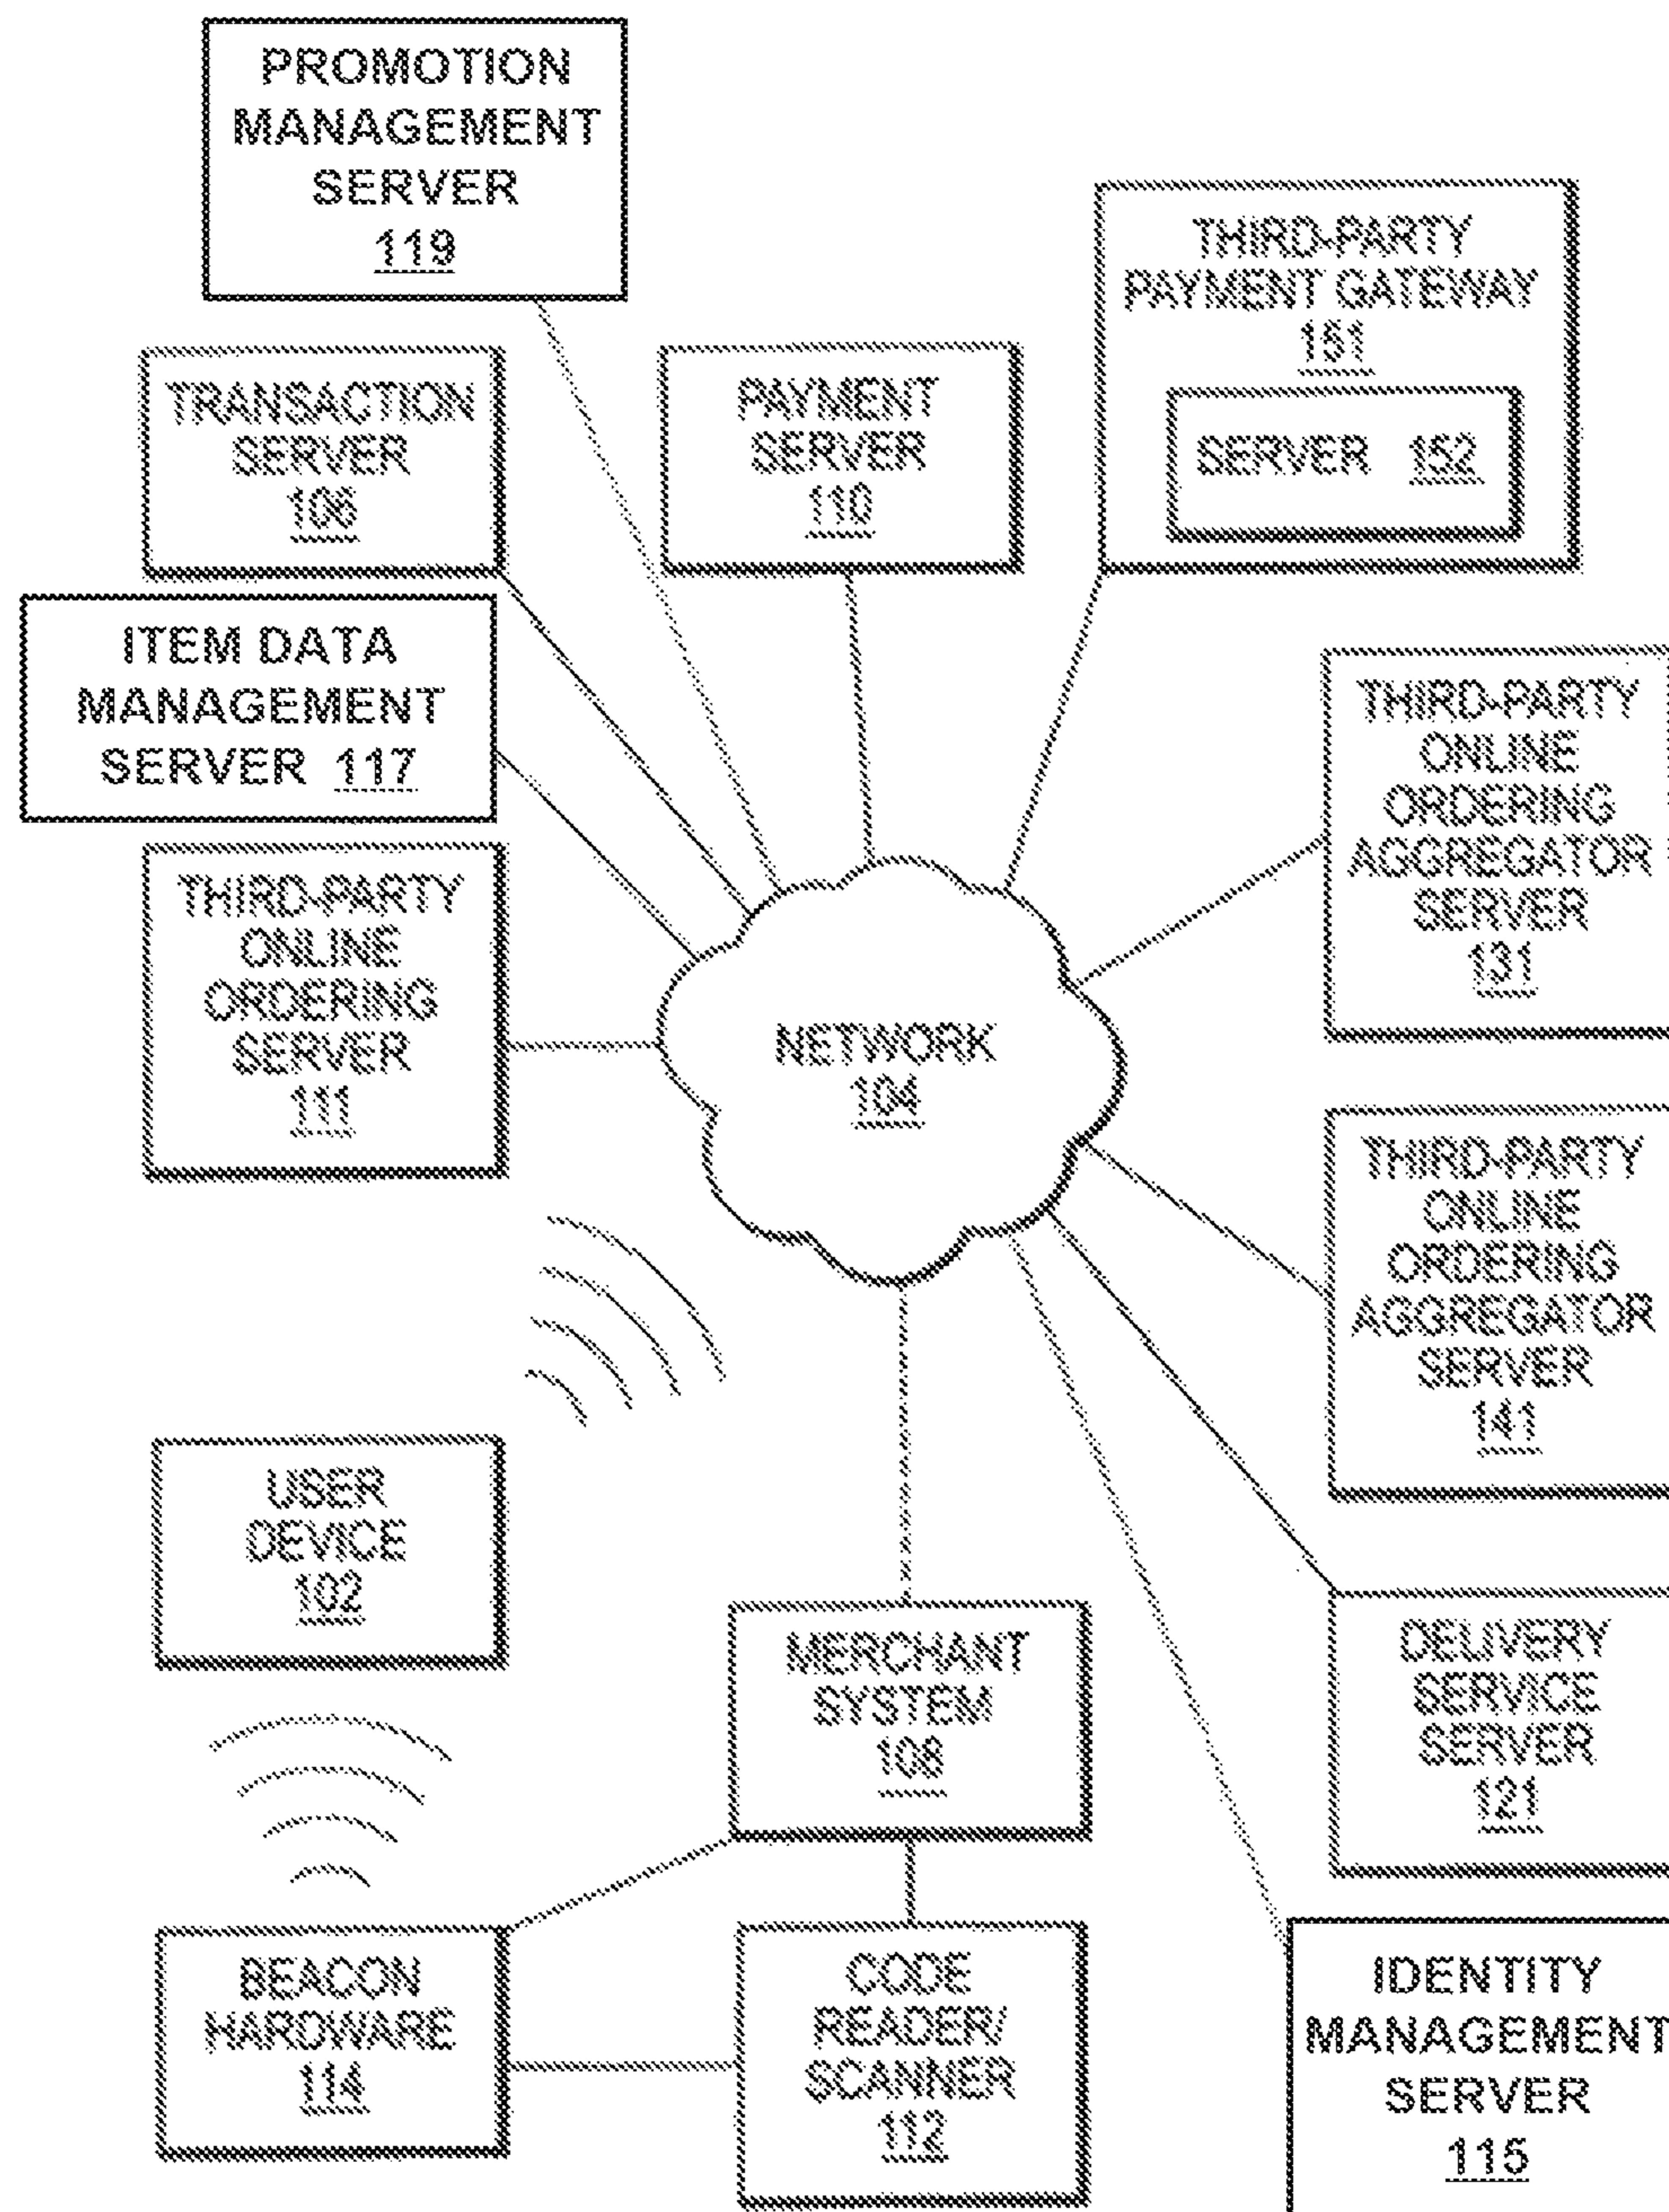 PROMOTION
MANAGEMENT
SERVER
119
THIRD-PARTY
PAYMENT GATEWAY
151
SERVER 152
TRANSACTION
SERVER
106
PAYMENT
SERVER
110
ITEM DATA
MANAGEMENT
SERVER 117
THIRD-PARTY
ONLINE
ORDERING
AGGREGATOR
SERVER
131
THIRD-PARTY
ONLINE
ORDERING
SERVER
111
NETWORK
104
THIRD-PARTY
ONLINE
ORDERING
AGGREGATOR
SERVER
141
USER
DEVICE
102
MERCHANT
SYSTEM
108
DELIVERY
SERVICE
SERVER
121
BEACON
HARDWARE
114
CODE
READER/
SCANNER
112
IDENTITY
MANAGEMENT
SERVER
115